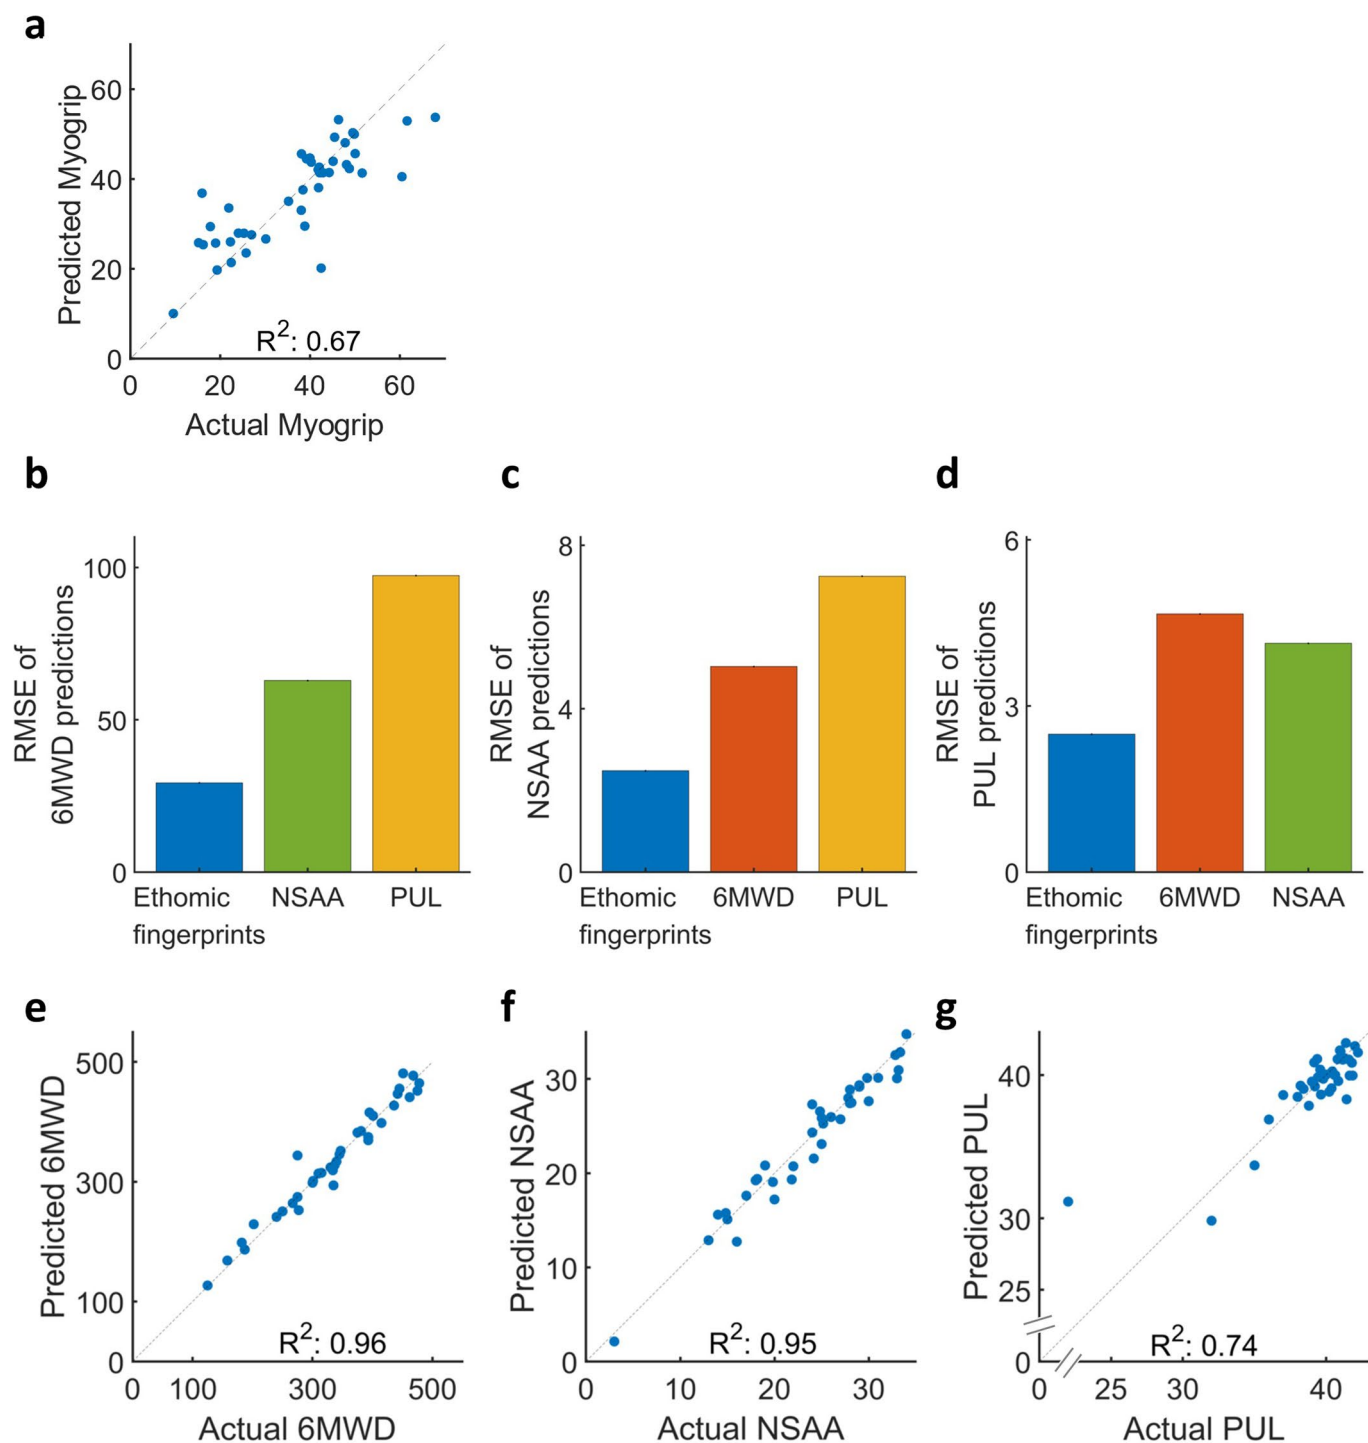 a
Predicted Myogrip
60
40
20
0
R²: 0.67
0 20 40 60
Actual Myogrip
b
RMSE of
6MWD predictions
100
50
0
Ethomic
fingerprints
NSAA
PUL
c
RMSE of
NSAA predictions
8
4
0
Ethomic
fingerprints
6MWD
PUL
d
RMSE of
PUL predictions
6
3
0
Ethomic
fingerprints
6MWD
NSAA
e
Predicted 6MWD
500
300
100
0
R²: 0.96
0 100 300 500
Actual 6MWD
f
Predicted NSAA
30
20
10
0
R²: 0.95
0 10 20 30
Actual NSAA
g
Predicted PUL
40
30
25
0
R²: 0.74
0 25 30 40
Actual PUL